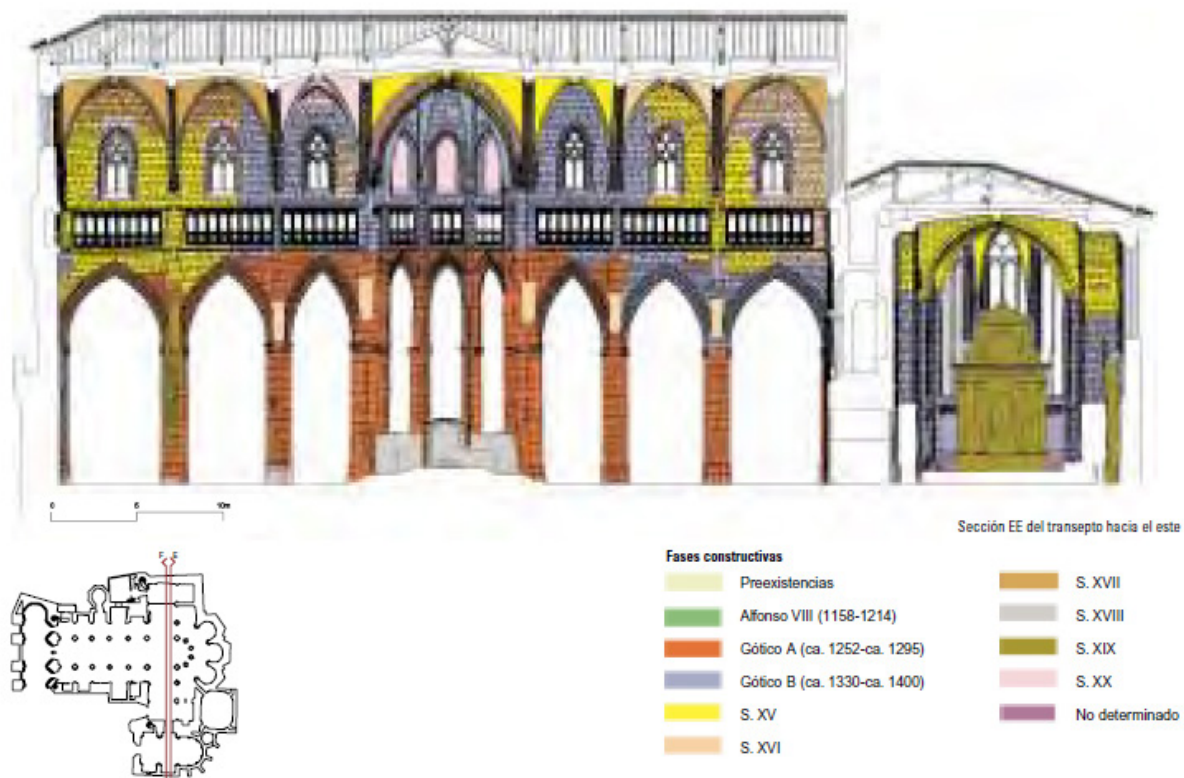 0 5 10m
Sección EE del transepto hacia el este
Fases constructivas
Preexistencias
Alfonso VIII (1158-1214)
Gótico A (ca. 1252-ca. 1295)
Gótico B (ca. 1330-ca. 1400)
S. XV
S. XVI
S. XVII
S. XVIII
S. XIX
S. XX
No determinado